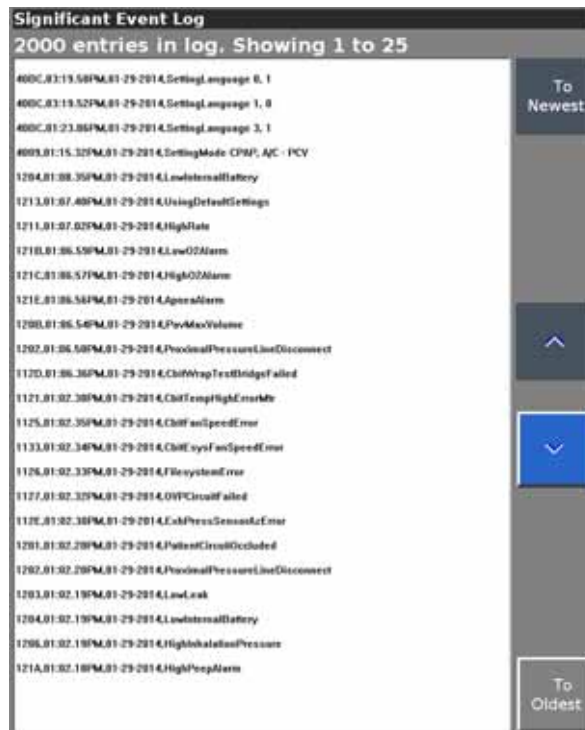 Significant Event Log
2000 entries in log. Showing 1 to 25
400C,03:19.58PM,01-29-2014,SettingLanguage 0, 1
400C,03:19.52PM,01-29-2014,SettingLanguage 1, 0
400C,01:23.06PM,01-29-2014,SettingLanguage 3, 1
4009,01:15.32PM,01-29-2014,SettingMode CPAP, A/C - PCV
1204,01:08.35PM,01-29-2014,LowInternalBattery
1213,01:07.40PM,01-29-2014,UsingDefaultSettings
1211,01:07.02PM,01-29-2014,HighRate
121B,01:06.59PM,01-29-2014,LowO2Alarm
121C,01:06.57PM,01-29-2014,HighO2Alarm
121E,01:06.56PM,01-29-2014,ApneaAlarm
120B,01:06.54PM,01-29-2014,PavMaxVolume
1202,01:06.50PM,01-29-2014,ProximalPressureLineDisconnect
112D,01:06.36PM,01-29-2014,CbitWrapTestBridgeFailed
1121,01:02.38PM,01-29-2014,CbitTempHighErrorMtr
1125,01:02.35PM,01-29-2014,CbitFanSpeedError
1133,01:02.34PM,01-29-2014,CbitEsysFanSpeedError
1126,01:02.33PM,01-29-2014,FilesystemError
1127,01:02.32PM,01-29-2014,OVPCircuitFailed
112E,01:02.30PM,01-29-2014,ExhPressSensorAzError
1201,01:02.20PM,01-29-2014,PatientCircuitOccluded
1202,01:02.20PM,01-29-2014,ProximalPressureLineDisconnect
1203,01:02.19PM,01-29-2014,LowLeak
1204,01:02.19PM,01-29-2014,LowInternalBattery
1206,01:02.19PM,01-29-2014,HighInhalationPressure
121A,01:02.18PM,01-29-2014,HighPeepAlarm
To
Newest
To
Oldest